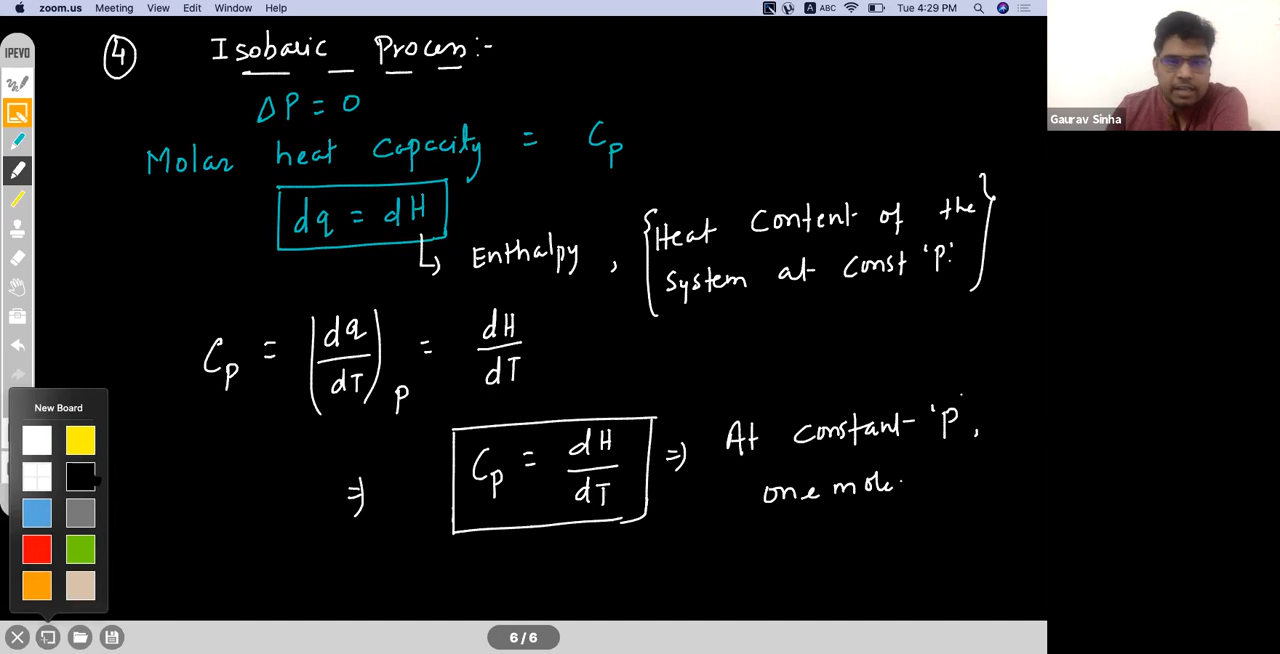 zoom.us Meeting View Edit Window Help
ABC
Tue 4:29 PM
IPEVO
4 Isobaric Process:-
ΔP = 0
Molar heat capacity = Cp
dq = dH
↳ Enthalpy, {Heat Content of the
System at const 'P'.}
Cp = (dq/dT)p = dH/dT
⇒ Cp = dH/dT ⇒ At constant 'P',
one mole.
Gaurav Sinha
New Board
6 / 6